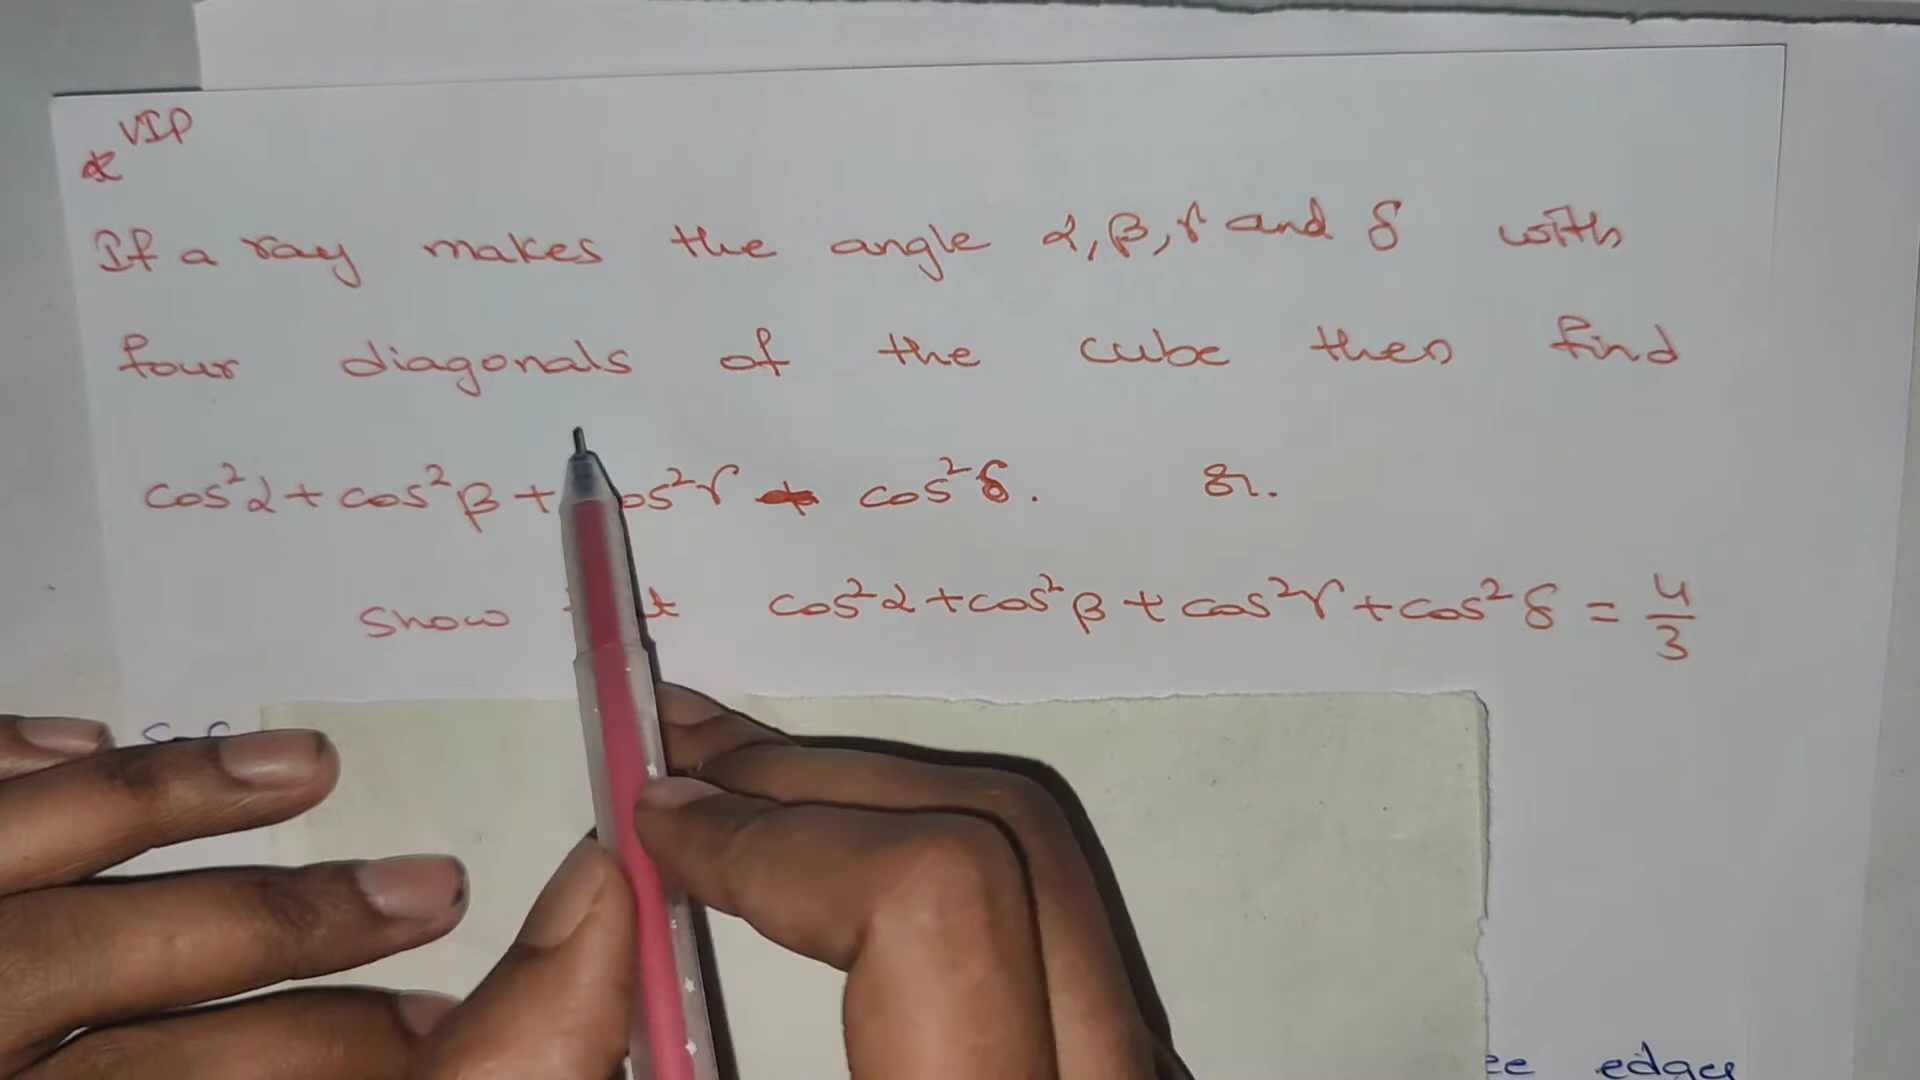 VIP
If a ray makes the angle α, β, γ and δ with
four diagonals of the cube then find
cos²α + cos²β + cos²γ + cos²δ. or.
Show cos²α + cos²β + cos²γ + cos²δ = 4/3
edges